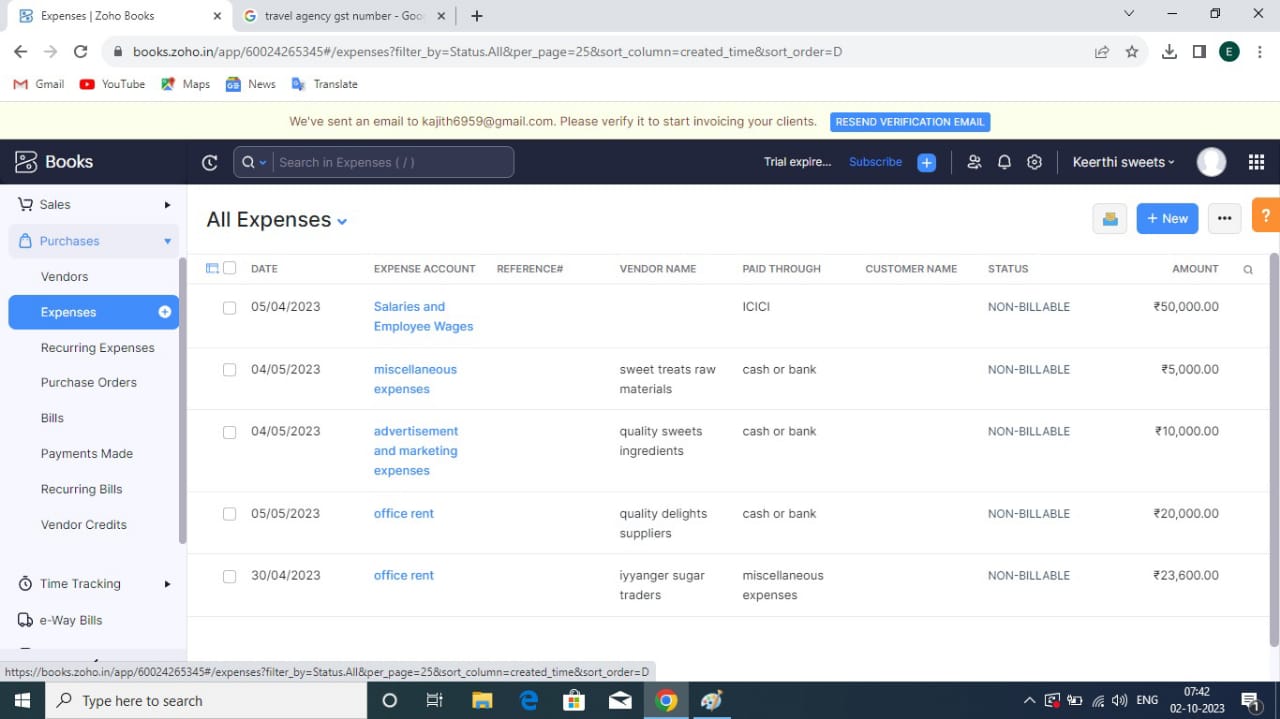 Expenses | Zoho Books
travel agency gst number - Goo
books.zoho.in/app/60024265345#/expenses?filter_by=Status.All&per_page=25&sort_column=created_time&sort_order=D
E
Gmail YouTube Maps News Translate
We've sent an email to kajith6959@gmail.com. Please verify it to start invoicing your clients. RESEND VERIFICATION EMAIL
Books
Search in Expenses ( / )
Trial expire... Subscribe
Keerthi sweets
Sales
Purchases
Vendors
Expenses
Recurring Expenses
Purchase Orders
Bills
Payments Made
Recurring Bills
Vendor Credits
Time Tracking
e-Way Bills
All Expenses
+ New
?
DATE EXPENSE ACCOUNT REFERENCE# VENDOR NAME PAID THROUGH CUSTOMER NAME STATUS AMOUNT
05/04/2023 Salaries and ICICI NON-BILLABLE ₹50,000.00
Employee Wages
04/05/2023 miscellaneous sweet treats raw cash or bank NON-BILLABLE ₹5,000.00
expenses materials
04/05/2023 advertisement quality sweets cash or bank NON-BILLABLE ₹10,000.00
and marketing ingredients
expenses
05/05/2023 office rent quality delights cash or bank NON-BILLABLE ₹20,000.00
suppliers
30/04/2023 office rent iyyanger sugar miscellaneous NON-BILLABLE ₹23,600.00
traders expenses
https://books.zoho.in/app/60024265345#/expenses?filter_by=Status.All&per_page=25&sort_column=created_time&sort_order=D
Type here to search
ENG
07:42
02-10-2023
1